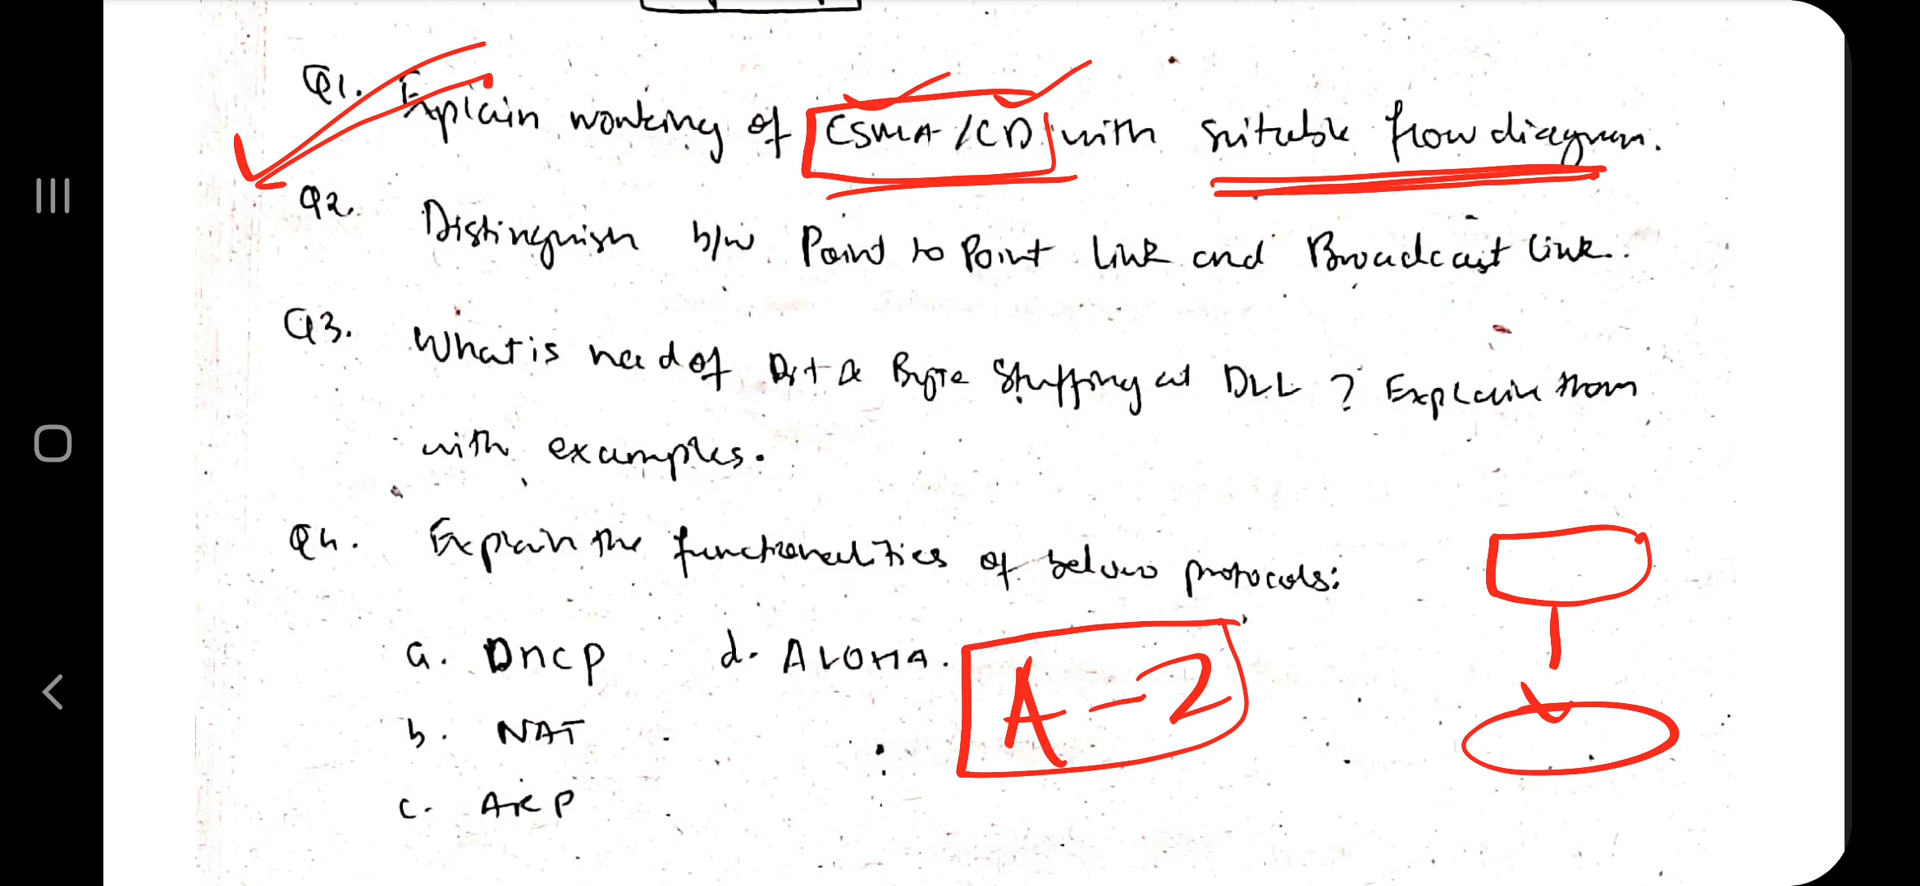 Q1. Explain working of CSMA/CD with suitable flow diagram.
Q2. Distinguish b/w Point to Point Link and Broadcast Link.
Q3. What is need of Bit & Byte Stuffing at DLL ? Explain them
with examples.
Q4. Explain the functionalities of below protocols:
a. DHCP d. ALOHA.
A-2
b. NAT
c. ARP